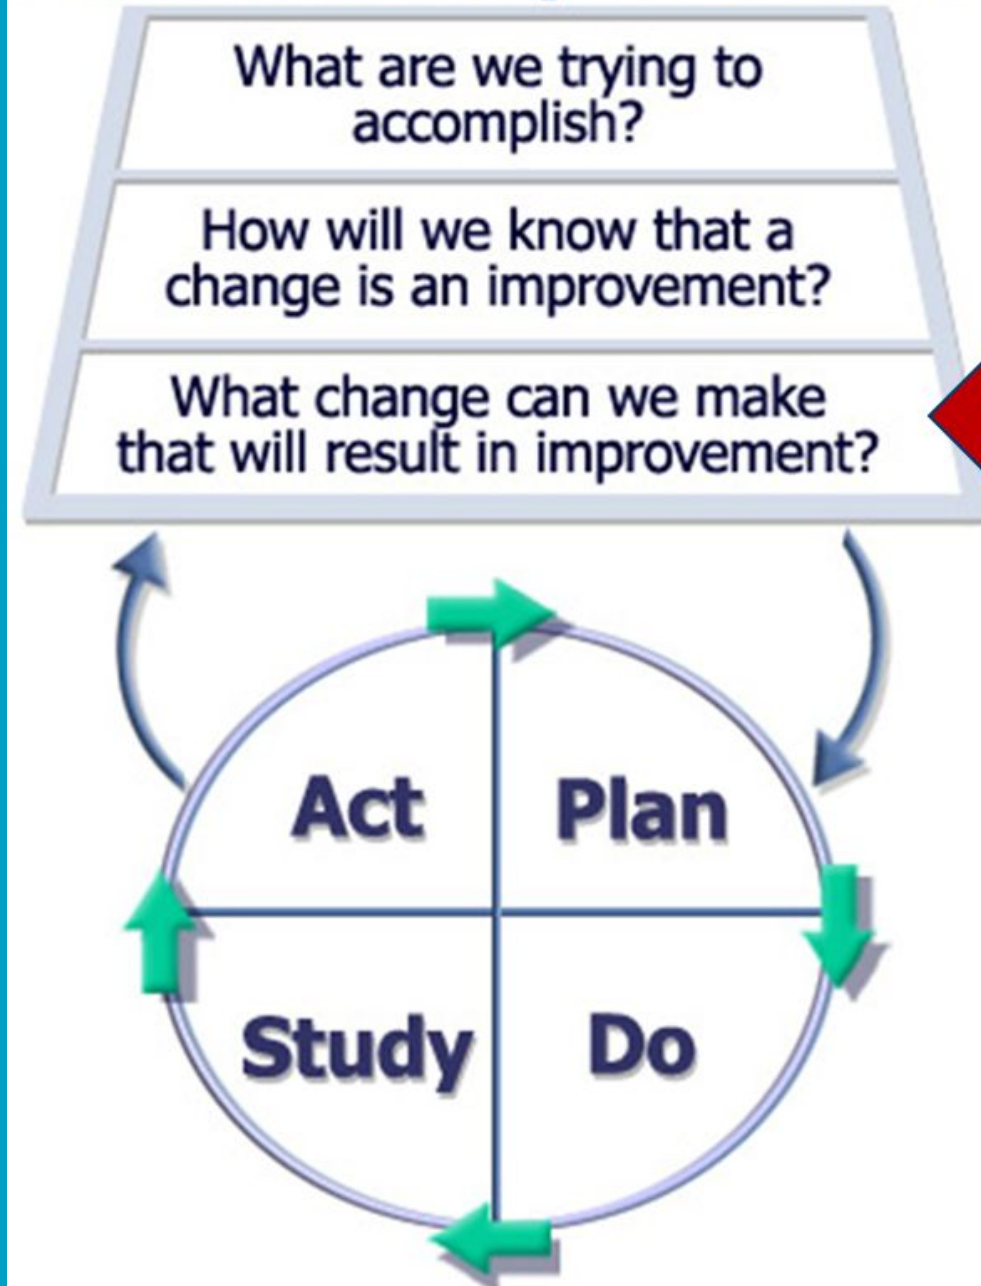 What are we trying to
accomplish?
How will we know that a
change is an improvement?
What change can we make
that will result in improvement?
Act
Plan
Study
Do